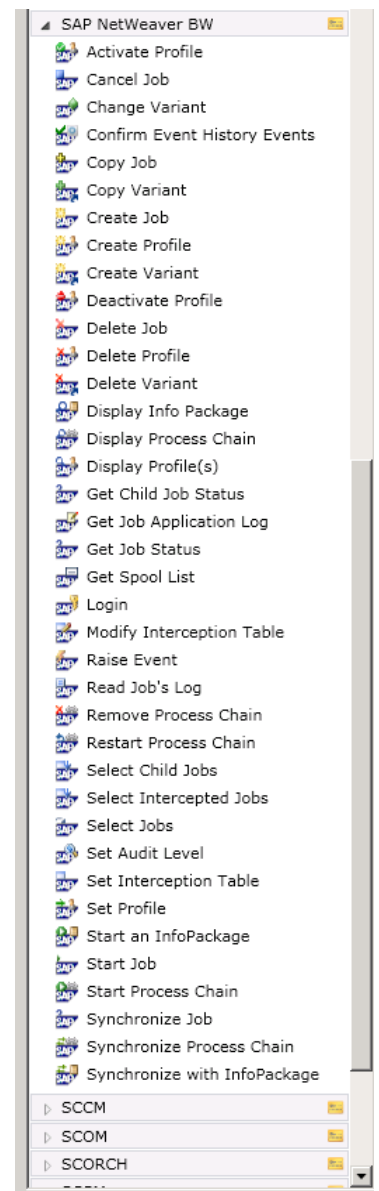 SAP NetWeaver BW
Activate Profile
Cancel Job
Change Variant
Confirm Event History Events
Copy Job
Copy Variant
Create Job
Create Profile
Create Variant
Deactivate Profile
Delete Job
Delete Profile
Delete Variant
Display Info Package
Display Process Chain
Display Profile(s)
Get Child Job Status
Get Job Application Log
Get Job Status
Get Spool List
Login
Modify Interception Table
Raise Event
Read Job's Log
Remove Process Chain
Restart Process Chain
Select Child Jobs
Select Intercepted Jobs
Select Jobs
Set Audit Level
Set Interception Table
Set Profile
Start an InfoPackage
Start Job
Start Process Chain
Synchronize Job
Synchronize Process Chain
Synchronize with InfoPackage
SCCM
SCOM
SCORCH